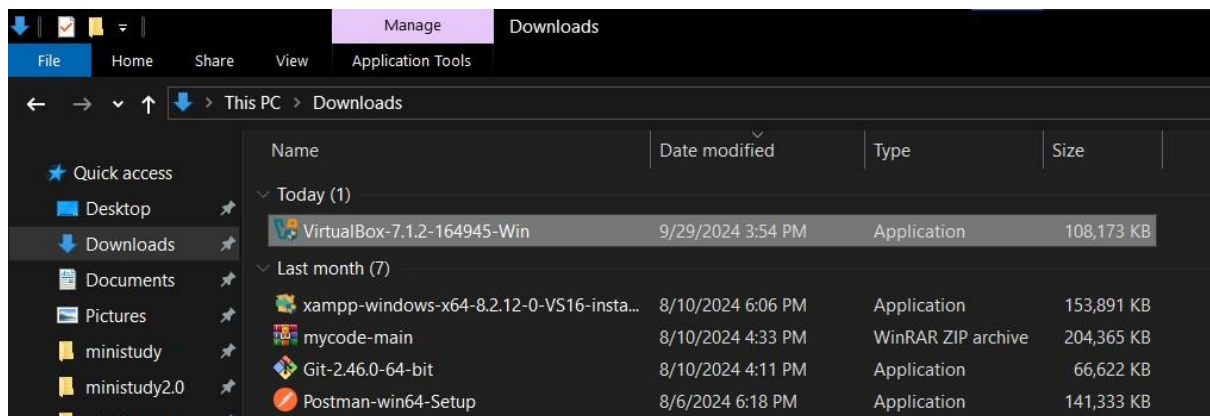 Manage Downloads
File Home Share View Application Tools
This PC > Downloads
Name Date modified Type Size
Quick access
Today (1)
Desktop
VirtualBox-7.1.2-164945-Win 9/29/2024 3:54 PM Application 108,173 KB
Downloads
Last month (7)
Documents
xampp-windows-x64-8.2.12-0-VS16-insta... 8/10/2024 6:06 PM Application 153,891 KB
Pictures
mycode-main 8/10/2024 4:33 PM WinRAR ZIP archive 204,365 KB
ministudy
Git-2.46.0-64-bit 8/10/2024 4:11 PM Application 66,622 KB
ministudy2.0
Postman-win64-Setup 8/6/2024 6:18 PM Application 141,333 KB